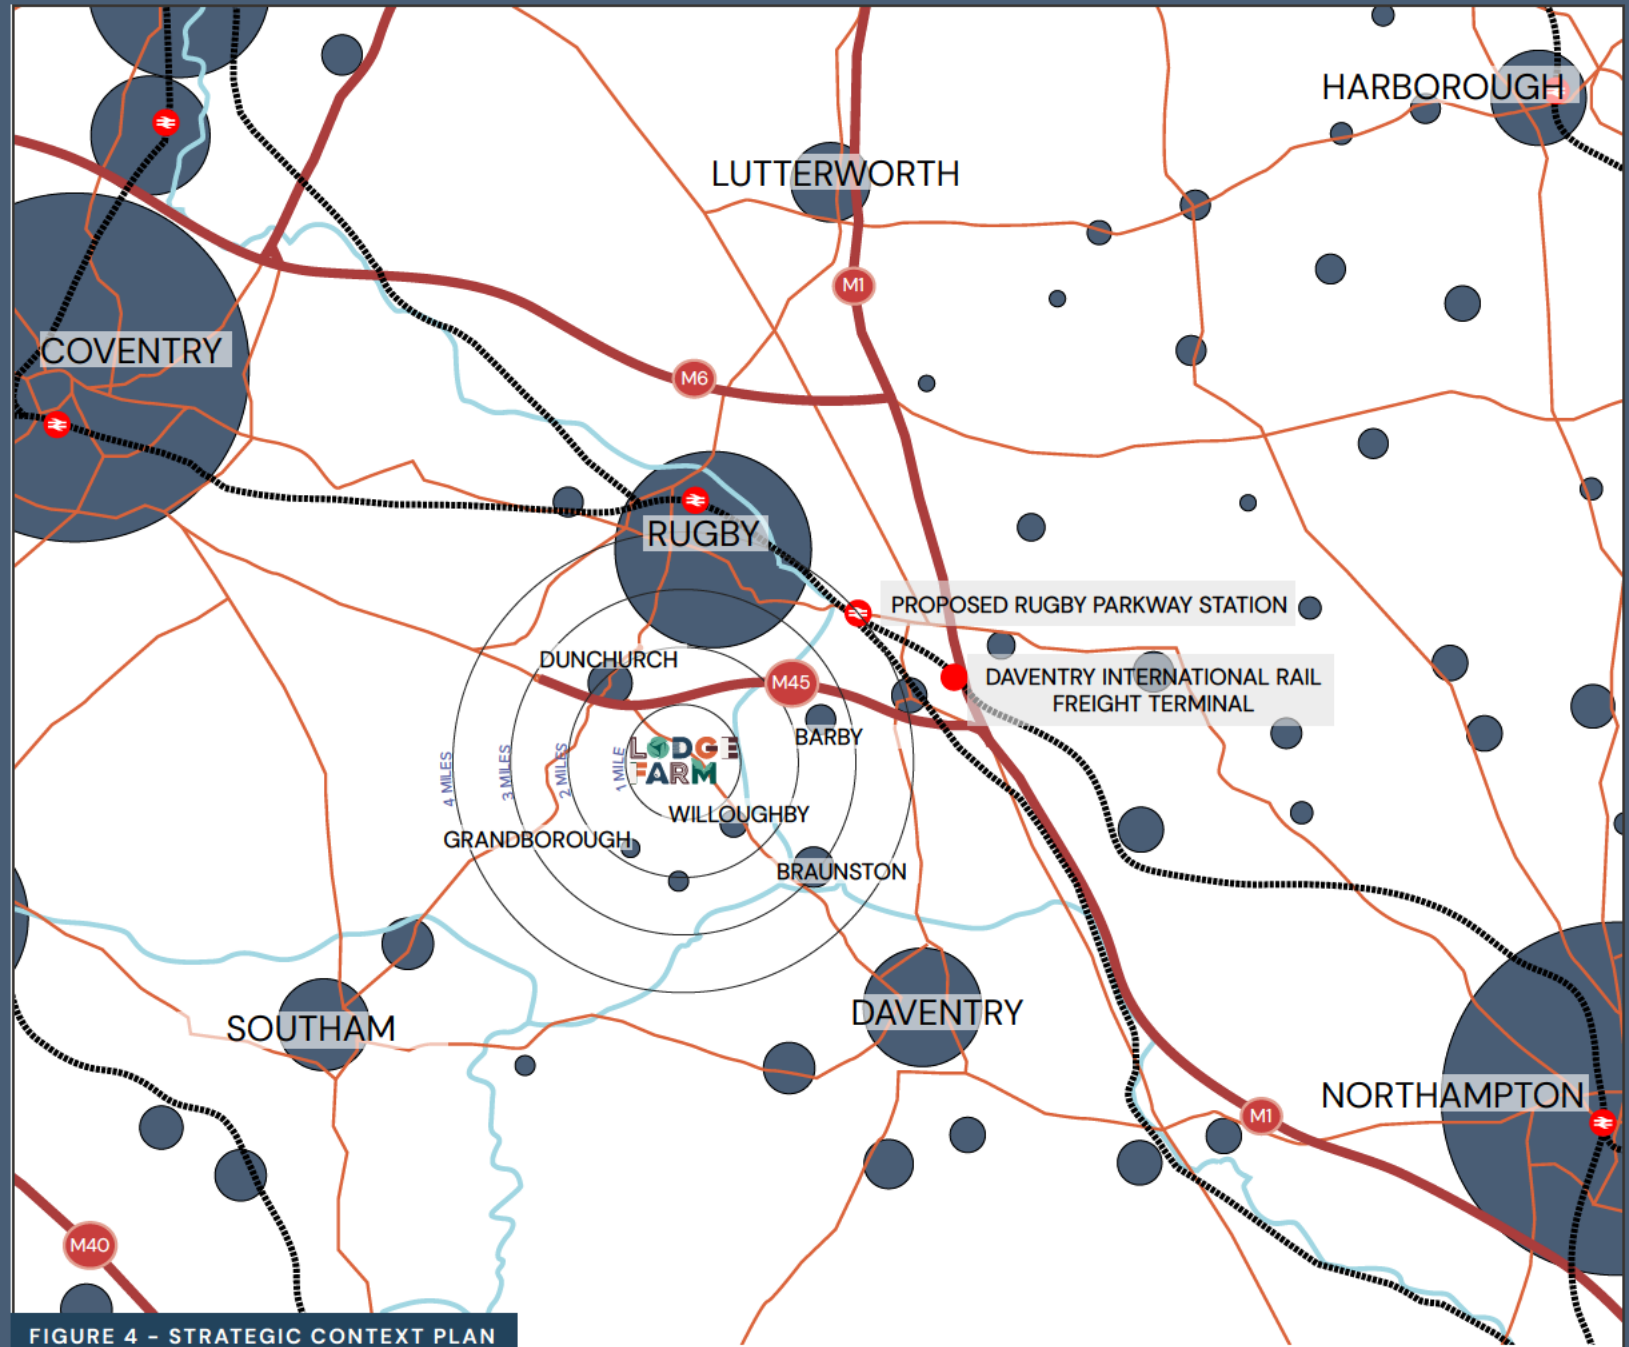 HARBOROUGH
LUTTERWORTH
M1
COVENTRY
M6
RUGBY
PROPOSED RUGBY PARKWAY STATION
DUNCHURCH
DAVENTRY INTERNATIONAL RAIL
FREIGHT TERMINAL
M45
BARBY
4 MILES
3 MILES
2 MILES
1 MILE
LODGE
FARM
WILLOUGHBY
GRANDBOROUGH
BRAUNSTON
DAVENTRY
SOUTHAM
NORTHAMPTON
M1
M40
FIGURE 4 - STRATEGIC CONTEXT PLAN